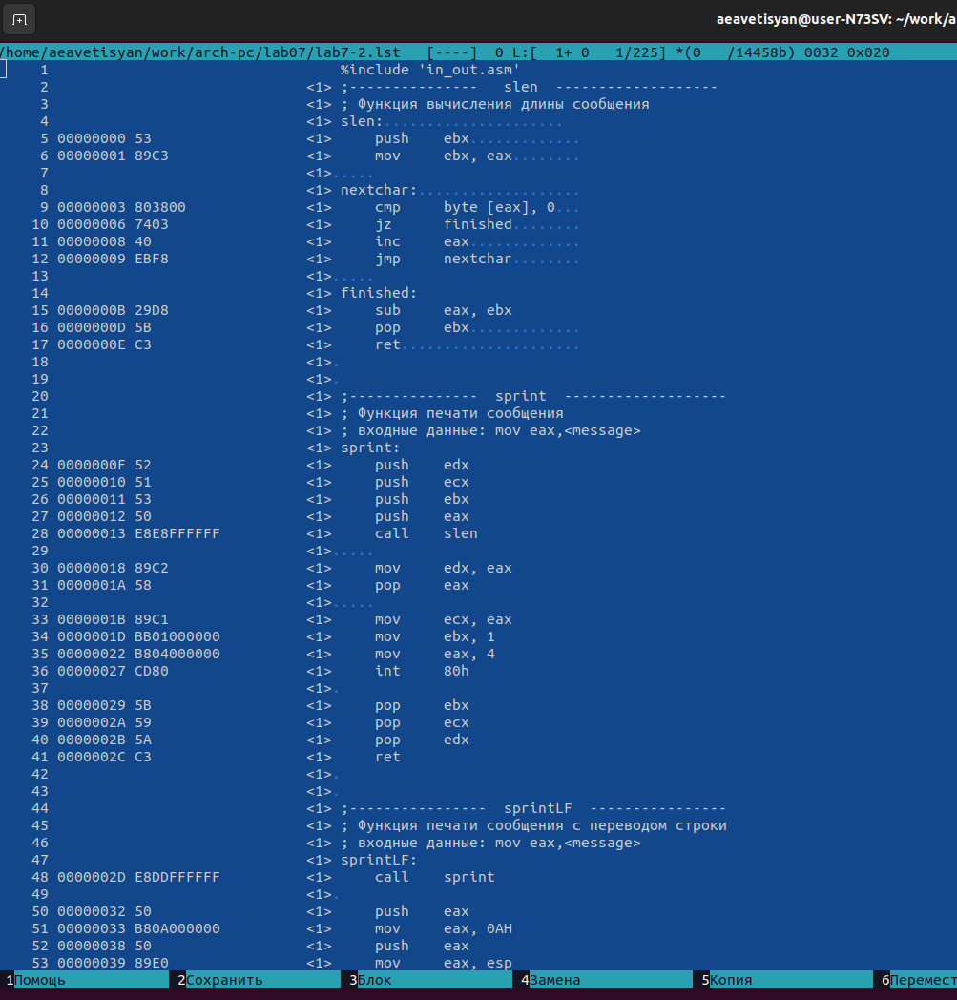 aeavetisyan@user-N73SV: ~/work/a
/home/aeavetisyan/work/arch-pc/lab07/lab7-2.lst   [----]  0 L:[  1+ 0   1/225] *(0   /14458b) 0032 0x020
1                                  %include 'in_out.asm'
2                              <1> ;---------------   slen  -------------------
3                              <1> ; Функция вычисления длины сообщения
4                              <1> slen:.....................
5 00000000 53                  <1>     push    ebx.............
6 00000001 89C3                <1>     mov     ebx, eax........
7                              <1>.....
8                              <1> nextchar:...................
9 00000003 803800              <1>     cmp     byte [eax], 0...
10 00000006 7403                <1>     jz      finished........
11 00000008 40                  <1>     inc     eax.............
12 00000009 EBF8                <1>     jmp     nextchar........
13                              <1>.....
14                              <1> finished:
15 0000000B 29D8                <1>     sub     eax, ebx
16 0000000D 5B                  <1>     pop     ebx.............
17 0000000E C3                  <1>     ret.....................
18                              <1>.
19                              <1>.
20                              <1> ;---------------  sprint  -------------------
21                              <1> ; Функция печати сообщения
22                              <1> ; входные данные: mov eax,<message>
23                              <1> sprint:
24 0000000F 52                  <1>     push    edx
25 00000010 51                  <1>     push    ecx
26 00000011 53                  <1>     push    ebx
27 00000012 50                  <1>     push    eax
28 00000013 E8E8FFFFFF          <1>     call    slen
29                              <1>.....
30 00000018 89C2                <1>     mov     edx, eax
31 0000001A 58                  <1>     pop     eax
32                              <1>.....
33 0000001B 89C1                <1>     mov     ecx, eax
34 0000001D BB01000000          <1>     mov     ebx, 1
35 00000022 B804000000          <1>     mov     eax, 4
36 00000027 CD80                <1>     int     80h
37                              <1>.
38 00000029 5B                  <1>     pop     ebx
39 0000002A 59                  <1>     pop     ecx
40 0000002B 5A                  <1>     pop     edx
41 0000002C C3                  <1>     ret
42                              <1>.
43                              <1>.
44                              <1> ;----------------  sprintLF  ----------------
45                              <1> ; Функция печати сообщения с переводом строки
46                              <1> ; входные данные: mov eax,<message>
47                              <1> sprintLF:
48 0000002D E8DDFFFFFF          <1>     call    sprint
49                              <1>.
50 00000032 50                  <1>     push    eax
51 00000033 B80A000000          <1>     mov     eax, 0AH
52 00000038 50                  <1>     push    eax
53 00000039 89E0                <1>     mov     eax, esp
1Помощь 2Сохранить 3Блок 4Замена 5Копия 6Перемест